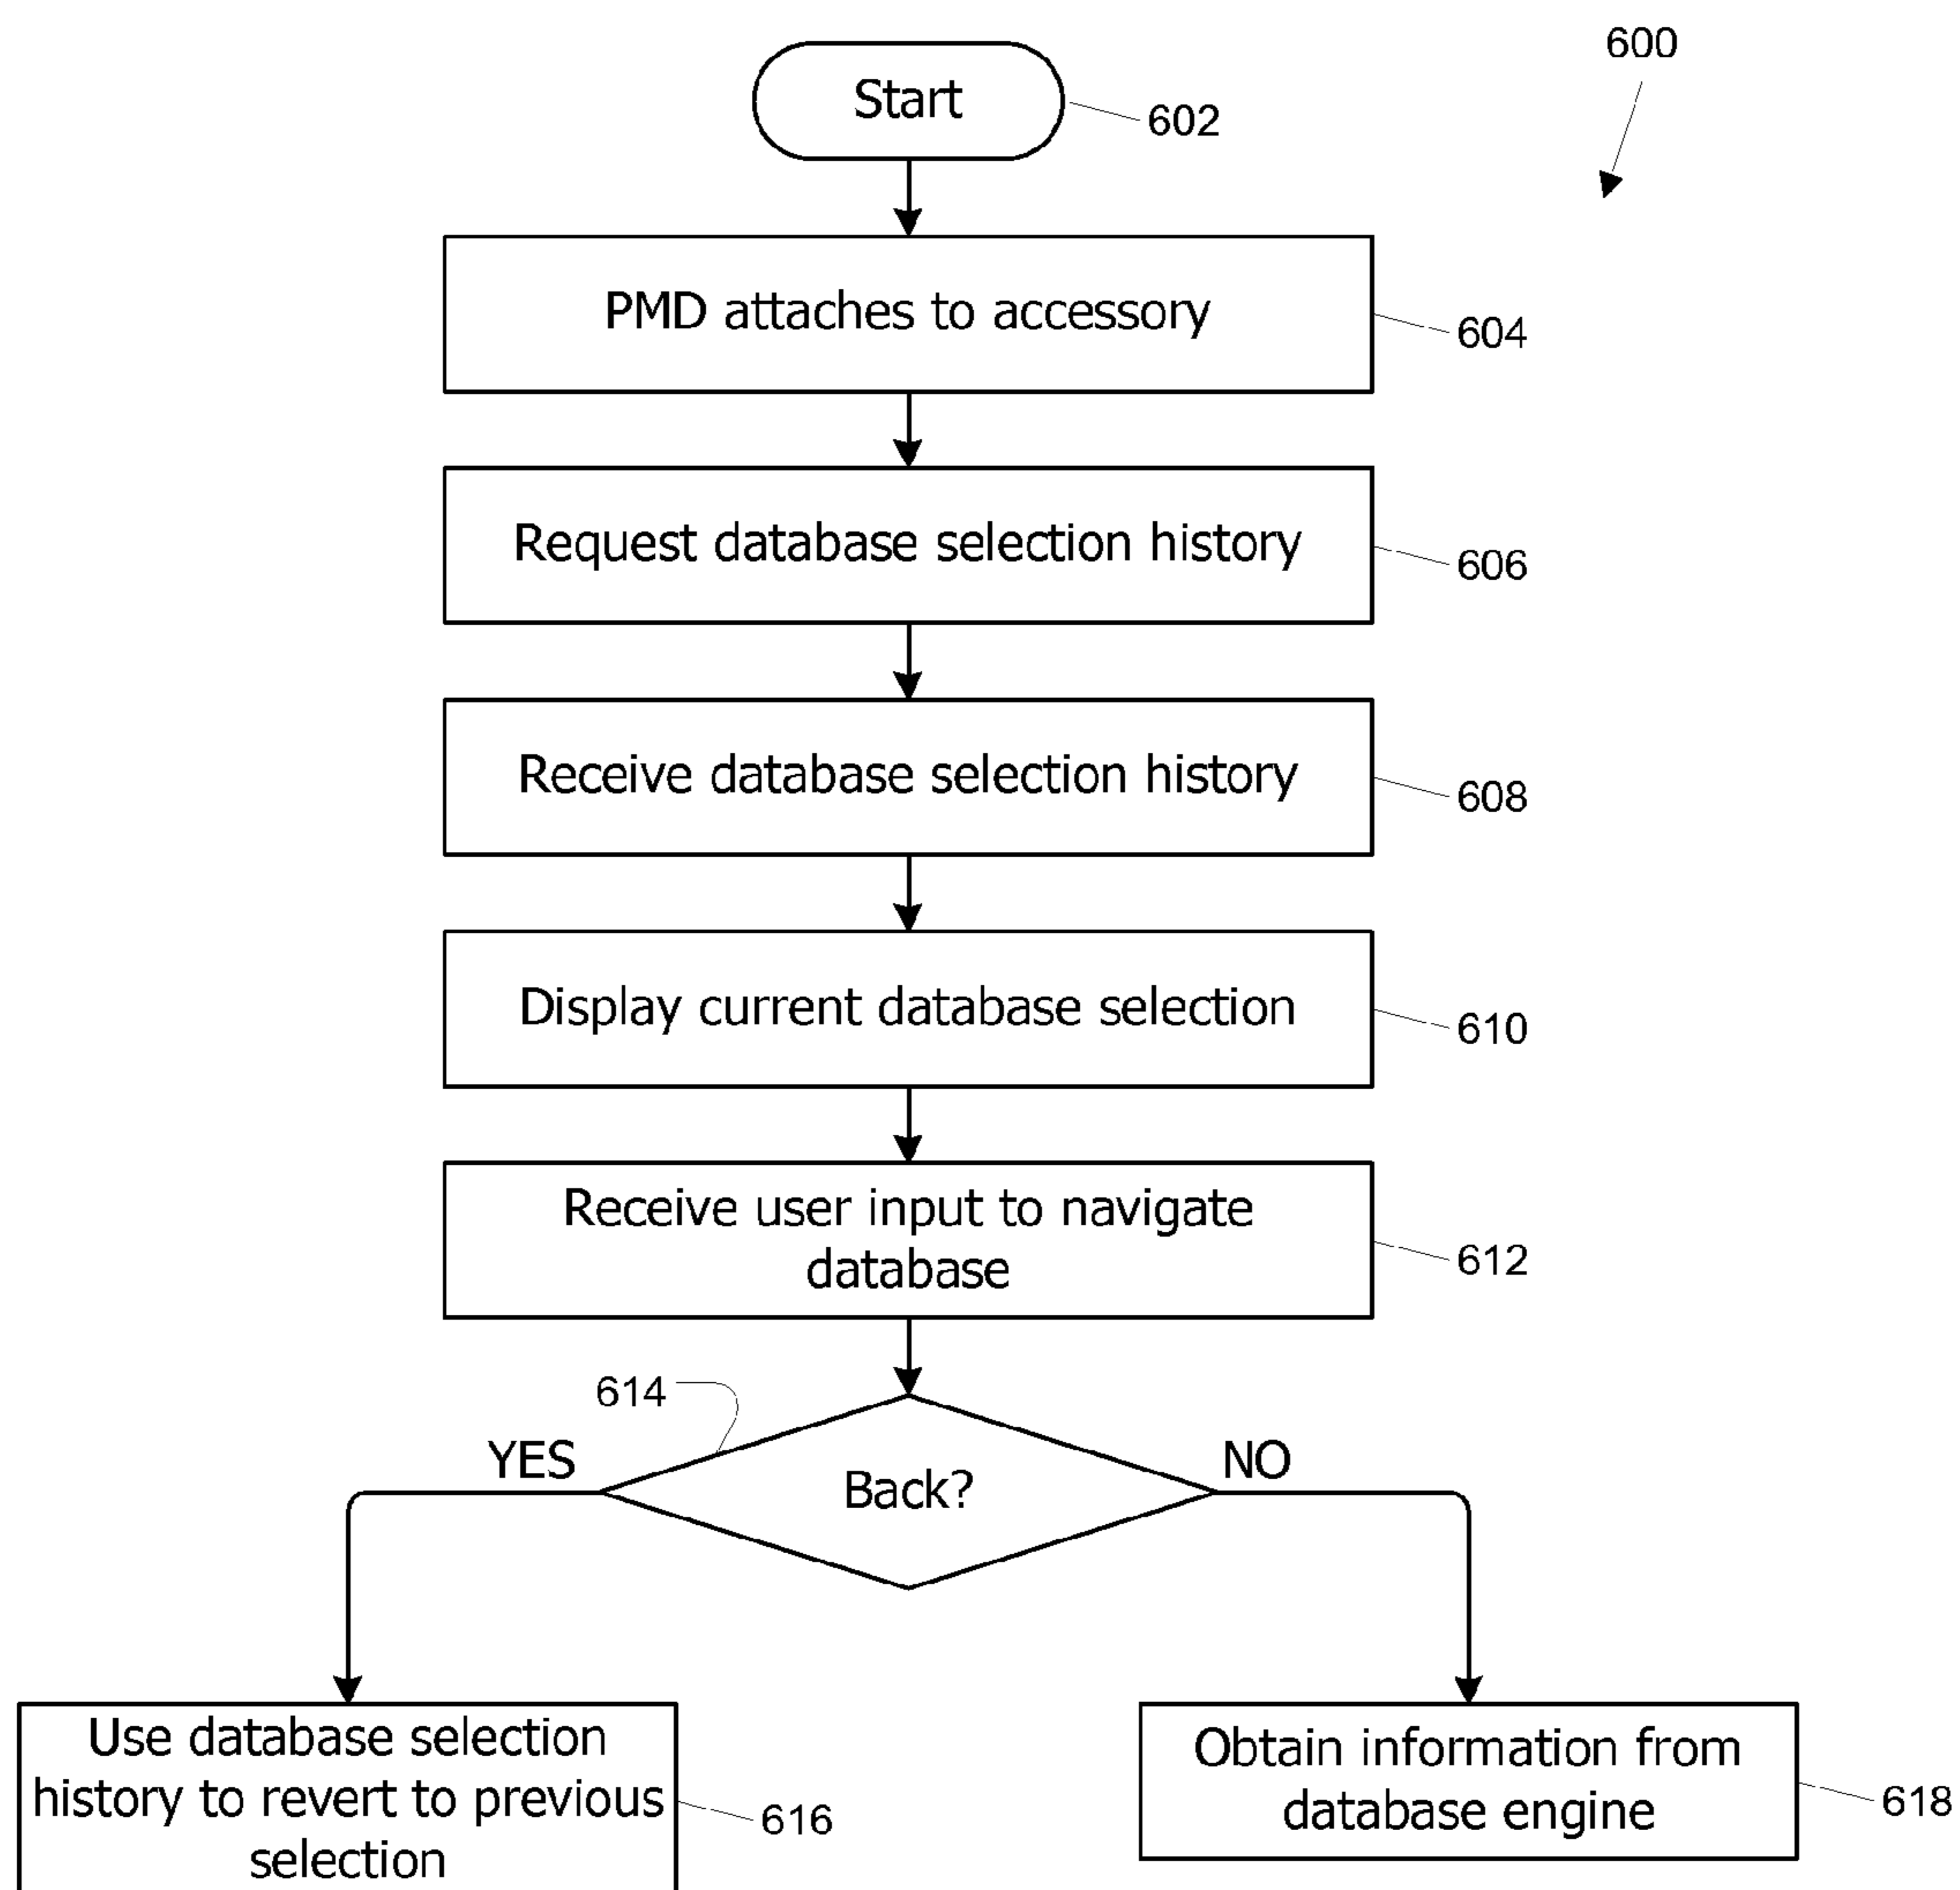 600
Start
602
PMD attaches to accessory
604
Request database selection history
606
Receive database selection history
608
Display current database selection
610
Receive user input to navigate
database
612
614
YES
Back?
NO
Use database selection
history to revert to previous
selection
616
Obtain information from
database engine
618